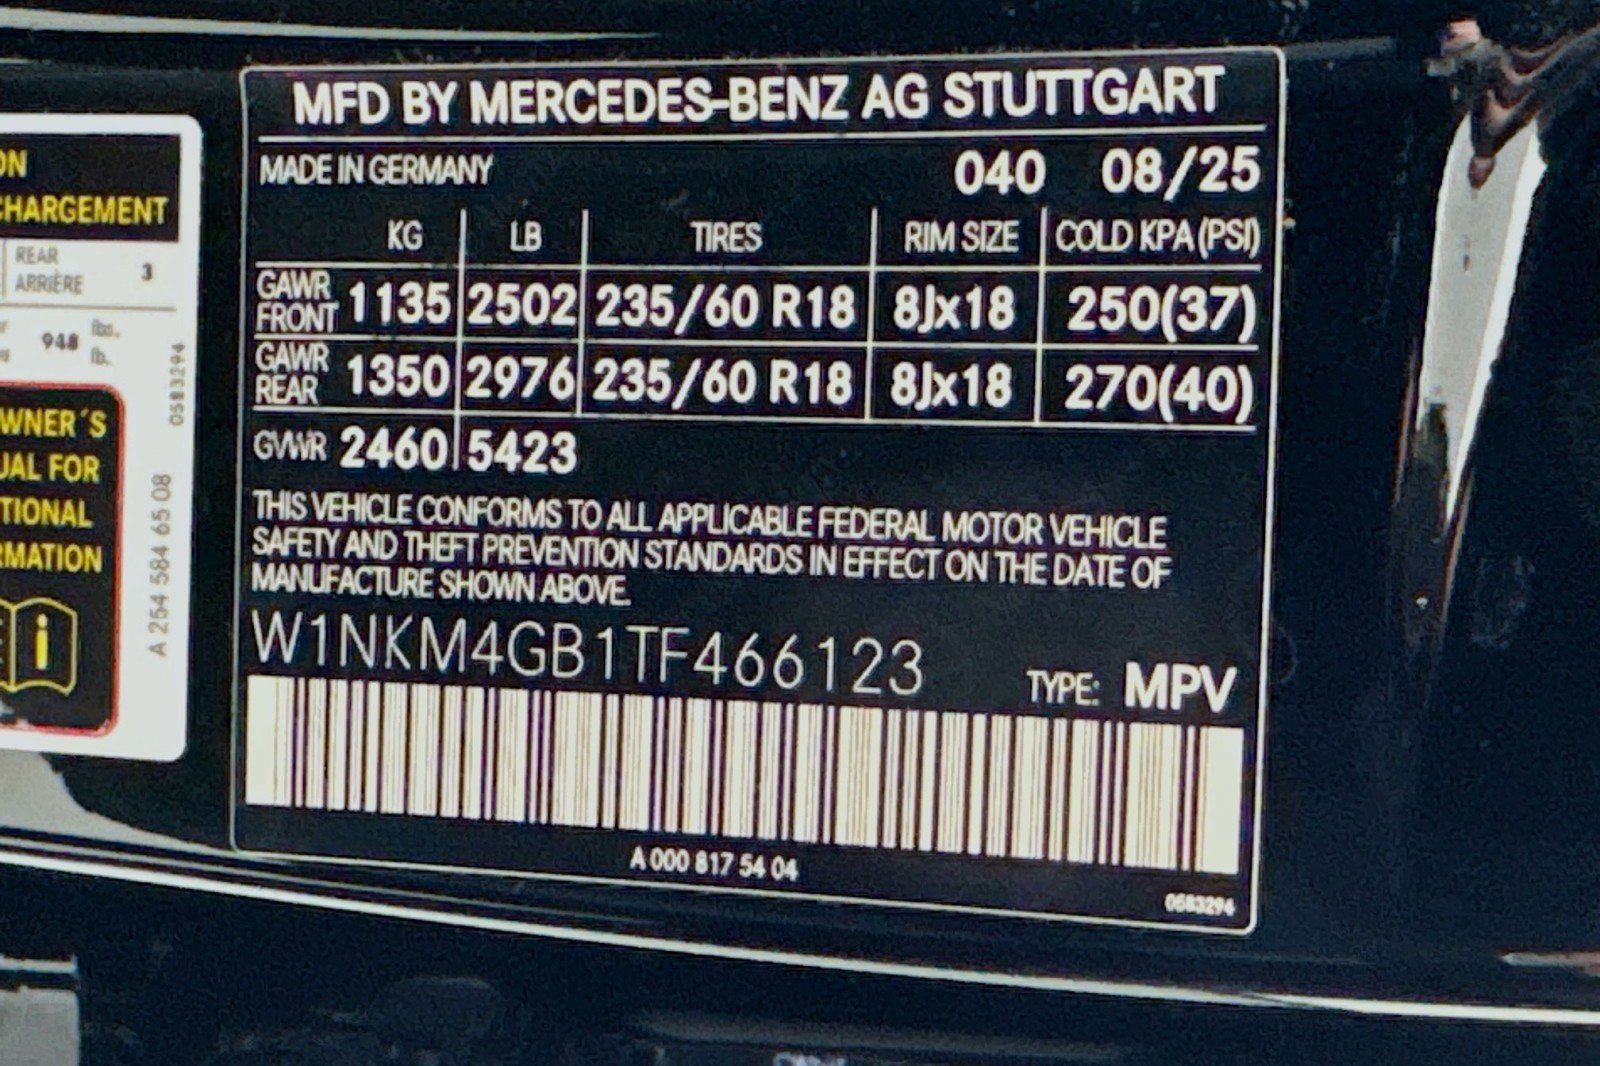 ON
CHARGEMENT
REAR
ARRIÈRE 3
948 lbs.
lb.
0583294
WNER´S
UAL FOR
TIONAL
RMATION
i
A 254 584 65 08
MFD BY MERCEDES-BENZ AG STUTTGART
MADE IN GERMANY 040 08/25
KG LB TIRES RIM SIZE COLD KPA (PSI)
GAWR FRONT 1135 2502 235/60 R18 8Jx18 250(37)
GAWR REAR 1350 2976 235/60 R18 8Jx18 270(40)
GVWR 2460 5423
THIS VEHICLE CONFORMS TO ALL APPLICABLE FEDERAL MOTOR VEHICLE
SAFETY AND THEFT PREVENTION STANDARDS IN EFFECT ON THE DATE OF
MANUFACTURE SHOWN ABOVE.
W1NKM4GB1TF466123
TYPE: MPV
A 000 817 54 04
0583294